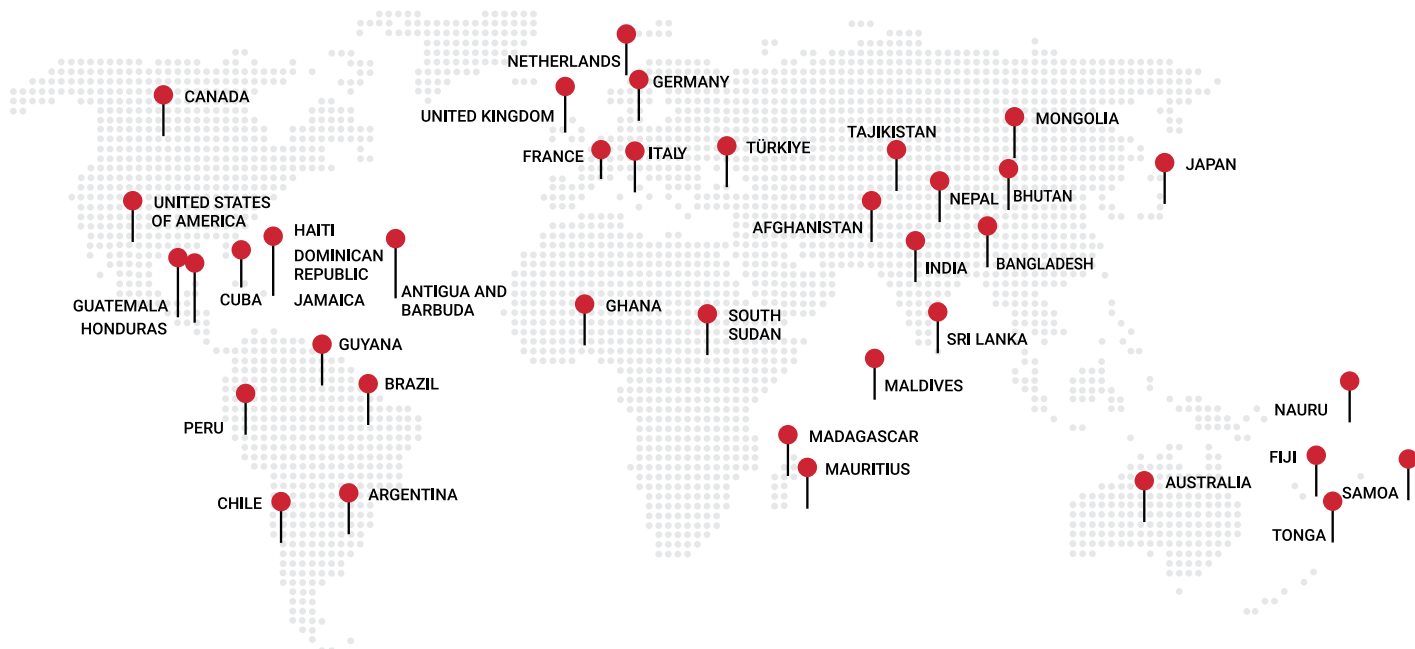 NETHERLANDS
GERMANY
CANADA
UNITED KINGDOM
MONGOLIA
TAJIKISTAN
TÜRKIYE
FRANCE
ITALY
JAPAN
NEPAL
BHUTAN
UNITED STATES
OF AMERICA
AFGHANISTAN
HAITI
DOMINICAN
REPUBLIC
JAMAICA
INDIA
BANGLADESH
CUBA
ANTIGUA AND
BARBUDA
GUATEMALA
HONDURAS
GHANA
SOUTH
SUDAN
SRI LANKA
GUYANA
BRAZIL
MALDIVES
PERU
NAURU
MADAGASCAR
MAURITIUS
FIJI
AUSTRALIA
SAMOA
CHILE
ARGENTINA
TONGA